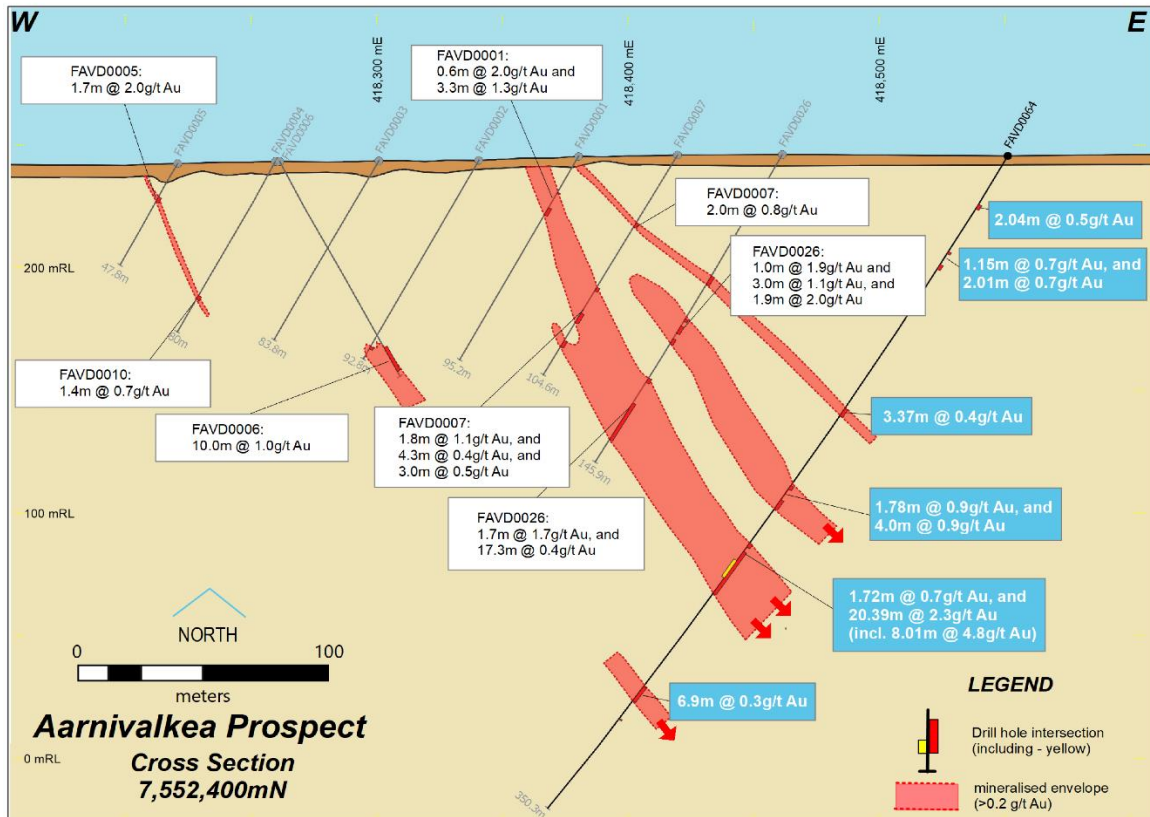 W
E
418,300 mE
418,400 mE
418,500 mE
FAVD0005:
1.7m @ 2.0g/t Au
FAVD0001:
0.6m @ 2.0g/t Au and
3.3m @ 1.3g/t Au
FAVD0005
FAVD0004
FAVD0006
FAVD0003
FAVD0002
FAVD0001
FAVD0007
FAVD0026
FAVD0064
FAVD0007:
2.0m @ 0.8g/t Au
2.04m @ 0.5g/t Au
FAVD0026:
1.0m @ 1.9g/t Au and
3.0m @ 1.1g/t Au, and
1.9m @ 2.0g/t Au
1.15m @ 0.7g/t Au, and
2.01m @ 0.7g/t Au
200 mRL
47.8m
80m
83.8m
92.8m
95.2m
104.6m
145.9m
FAVD0010:
1.4m @ 0.7g/t Au
FAVD0006:
10.0m @ 1.0g/t Au
FAVD0007:
1.8m @ 1.1g/t Au, and
4.3m @ 0.4g/t Au, and
3.0m @ 0.5g/t Au
3.37m @ 0.4g/t Au
100 mRL
FAVD0026:
1.7m @ 1.7g/t Au, and
17.3m @ 0.4g/t Au
1.78m @ 0.9g/t Au, and
4.0m @ 0.9g/t Au
1.72m @ 0.7g/t Au, and
20.39m @ 2.3g/t Au
(incl. 8.01m @ 4.8g/t Au)
NORTH
0
100
meters
6.9m @ 0.3g/t Au
Aarnivalkea Prospect
Cross Section
7,552,400mN
0 mRL
350.3m
LEGEND
Drill hole intersection
(including - yellow)
mineralised envelope
(>0.2 g/t Au)